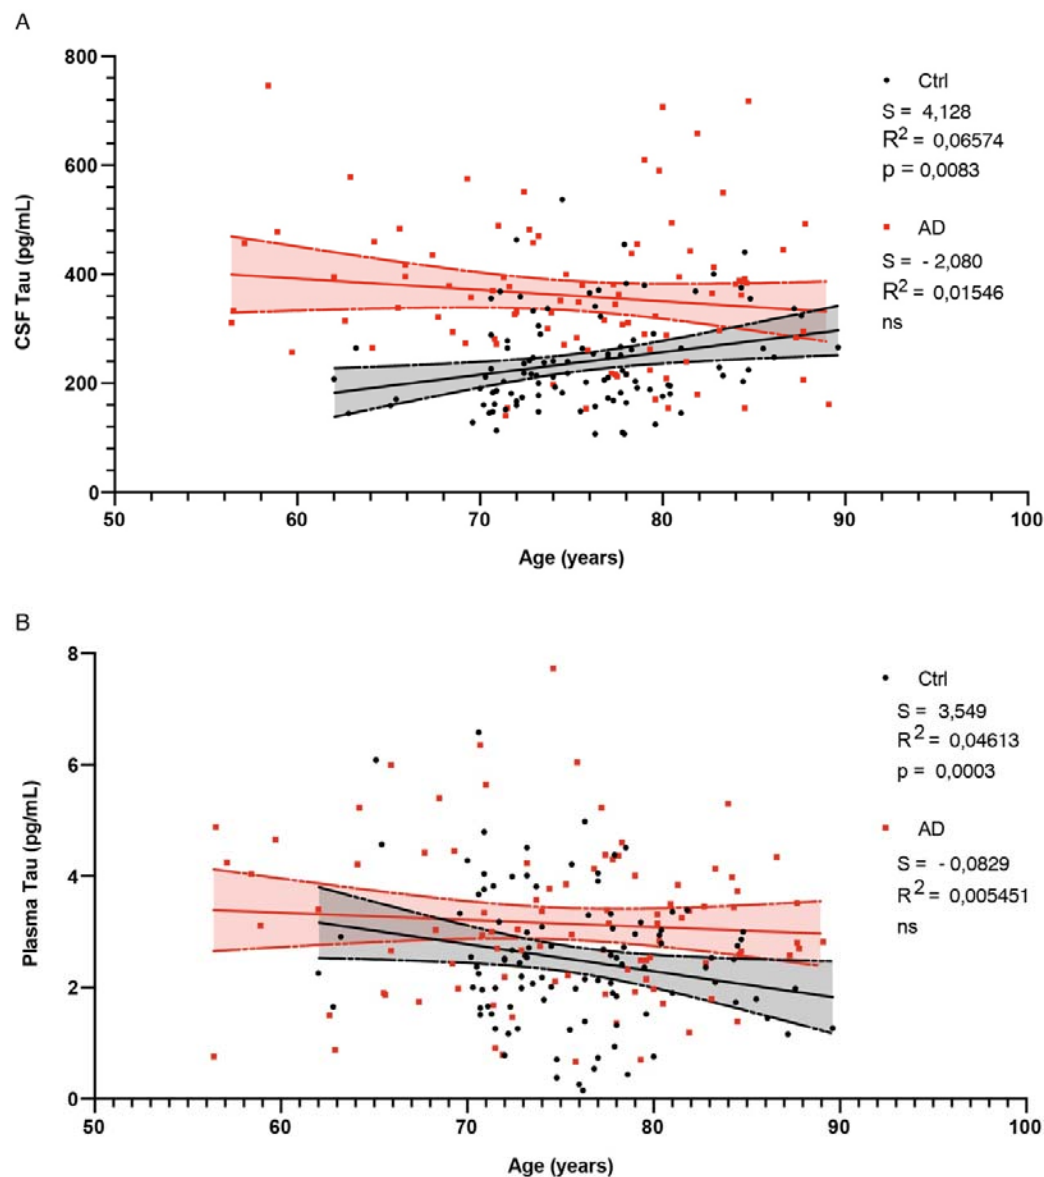 A
800
600
400
200
0
CSF Tau (pg/mL)
50 60 70 80 90 100
Age (years)
Ctrl
S = 4,128
R² = 0,06574
p = 0,0083
AD
S = - 2,080
R² = 0,01546
ns
B
8
6
4
2
0
Plasma Tau (pg/mL)
50 60 70 80 90 100
Age (years)
Ctrl
S = 3,549
R² = 0,04613
p = 0,0003
AD
S = - 0,0829
R² = 0,005451
ns